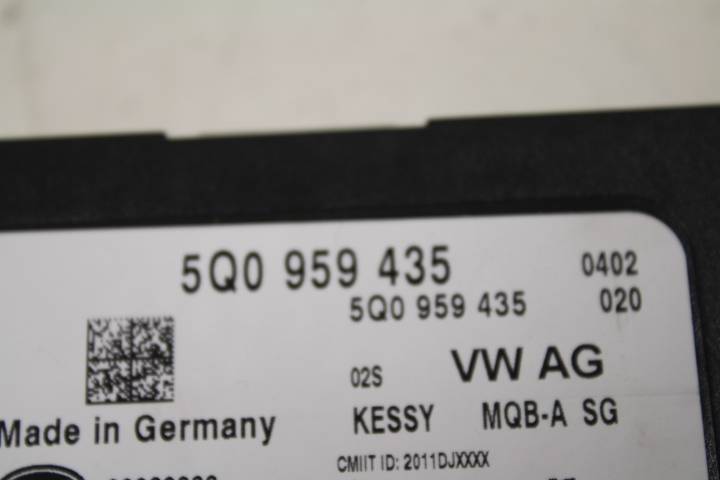 5Q0 959 435 0402
5Q0 959 435 020
02S VW AG
Made in Germany KESSY MQB-A SG
CMIIT ID: 2011DJXXXX